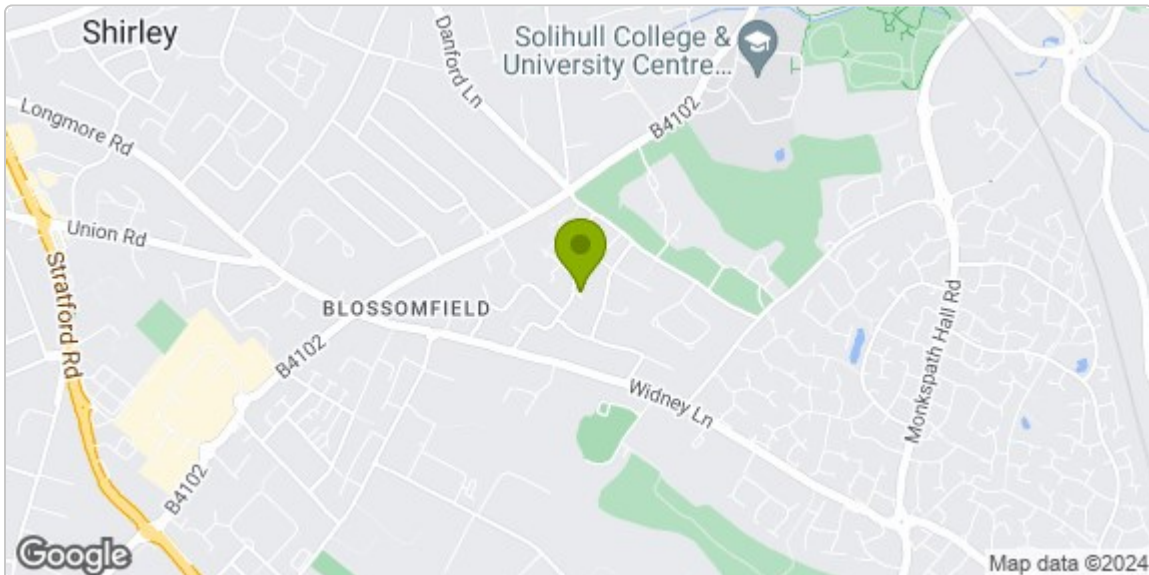 Shirley
Danford Ln
Solihull College &
University Centre...
Longmore Rd
B4102
Union Rd
Stratford Rd
BLOSSOMFIELD
B4102
Monkspath Hall Rd
Widney Ln
B4102
Google
Map data ©2024